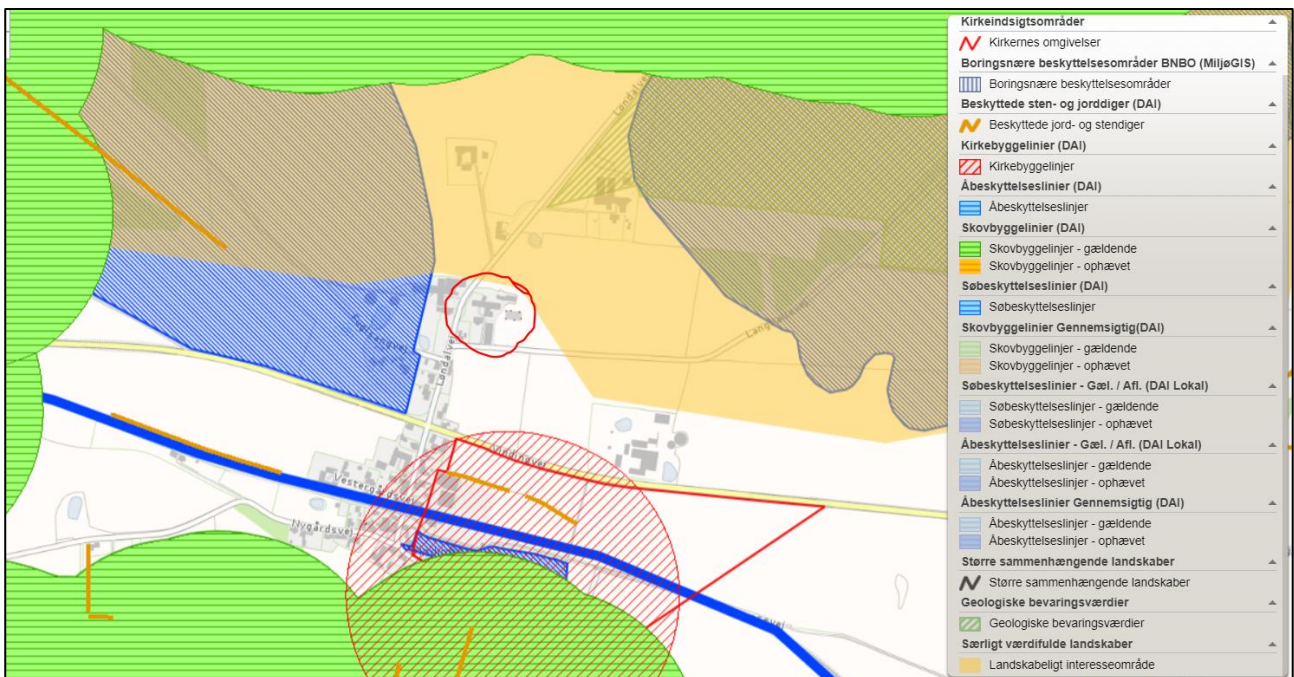 Kirkeindsigtsområder
Kirkernes omgivelser
Boringsnære beskyttelsesområder BNBO (MiljøGIS)
Boringsnære beskyttelsesområder
Beskyttede sten- og jorddiger (DAI)
Beskyttede jord- og stendiger
Kirkebyggelinier (DAI)
Kirkebyggelinjer
Åbeskyttelseslinier (DAI)
Åbeskyttelseslinjer
Skovbyggelinier (DAI)
Skovbyggelinjer - gældende
Skovbyggelinjer - ophævet
Søbeskyttelseslinier (DAI)
Søbeskyttelseslinjer
Skovbyggelinier Gennemsigtig(DAI)
Skovbyggelinjer - gældende
Skovbyggelinjer - ophævet
Søbeskyttelseslinier - Gæl. / Afl. (DAI Lokal)
Søbeskyttelseslinjer - gældende
Søbeskyttelseslinjer - ophævet
Åbeskyttelseslinier - Gæl. / Afl. (DAI Lokal)
Åbeskyttelseslinjer - gældende
Åbeskyttelseslinjer - ophævet
Åbeskyttelseslinier Gennemsigtig (DAI)
Åbeskyttelseslinjer - gældende
Åbeskyttelseslinjer - ophævet
Større sammenhængende landskaber
Større sammenhængende landskaber
Geologiske bevaringsværdier
Geologiske bevaringsværdier
Særligt værdifulde landskaber
Landskabeligt interesseområde
Løndalvej
Fuglsangvej
Løndalvej
Vestergårdsvej
Nygårdsvej